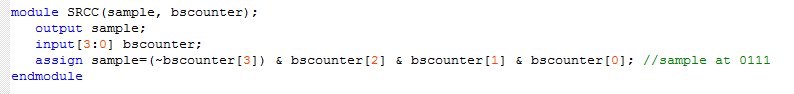 module SRCC(sample, bscounter);
output sample;
input[3:0] bscounter;
assign sample=(~bscounter[3]) & bscounter[2] & bscounter[1] & bscounter[0]; //sample at 0111
endmodule